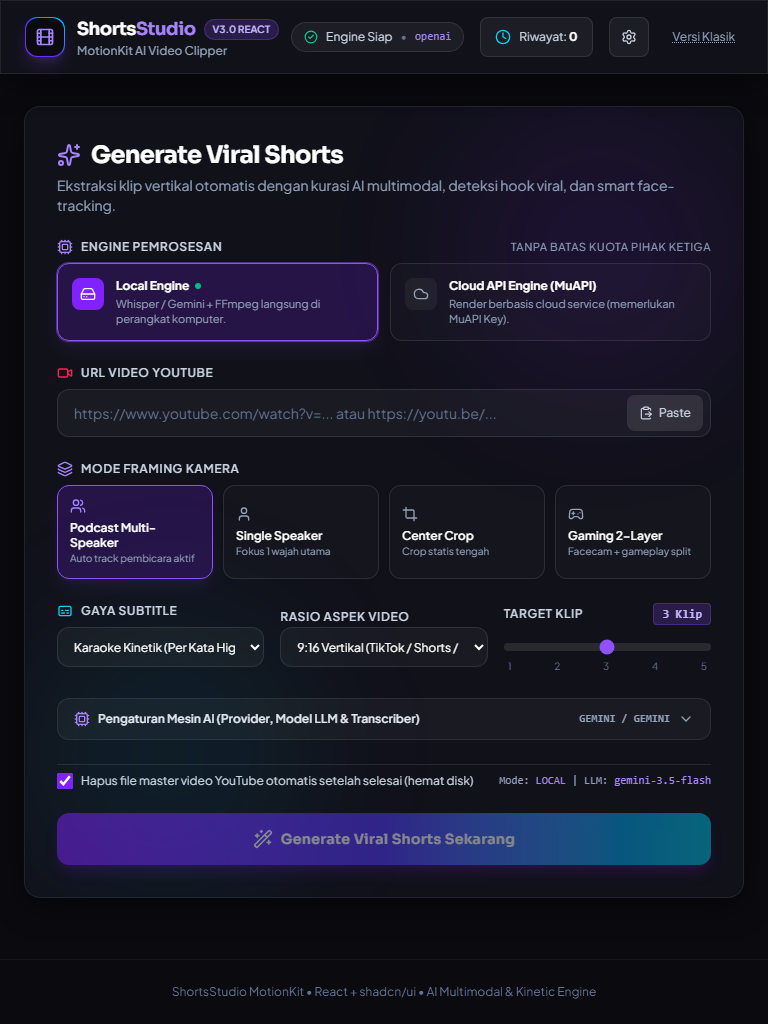 ShortsStudio V3.0 REACT
MotionKit AI Video Clipper
Engine Siap • openai
Riwayat: 0
Versi Klasik
Generate Viral Shorts
Ekstraksi klip vertikal otomatis dengan kurasi AI multimodal, deteksi hook viral, dan smart face-
tracking.
ENGINE PEMROSESAN
TANPA BATAS KUOTA PIHAK KETIGA
Local Engine
Whisper / Gemini + FFmpeg langsung di
perangkat komputer.
Cloud API Engine (MuAPI)
Render berbasis cloud service (memerlukan
MuAPI Key).
URL VIDEO YOUTUBE
https://www.youtube.com/watch?v=... atau https://youtu.be/...
Paste
MODE FRAMING KAMERA
Podcast Multi-
Speaker
Auto track pembicara aktif
Single Speaker
Fokus 1 wajah utama
Center Crop
Crop statis tengah
Gaming 2-Layer
Facecam + gameplay split
GAYA SUBTITLE
Karaoke Kinetik (Per Kata Hig
RASIO ASPEK VIDEO
9:16 Vertikal (TikTok / Shorts /
TARGET KLIP
3 Klip
1 2 3 4 5
Pengaturan Mesin AI (Provider, Model LLM & Transcriber)
GEMINI / GEMINI
Hapus file master video YouTube otomatis setelah selesai (hemat disk)
Mode: LOCAL | LLM: gemini-3.5-flash
Generate Viral Shorts Sekarang
ShortsStudio MotionKit • React + shadcn/ui • AI Multimodal & Kinetic Engine